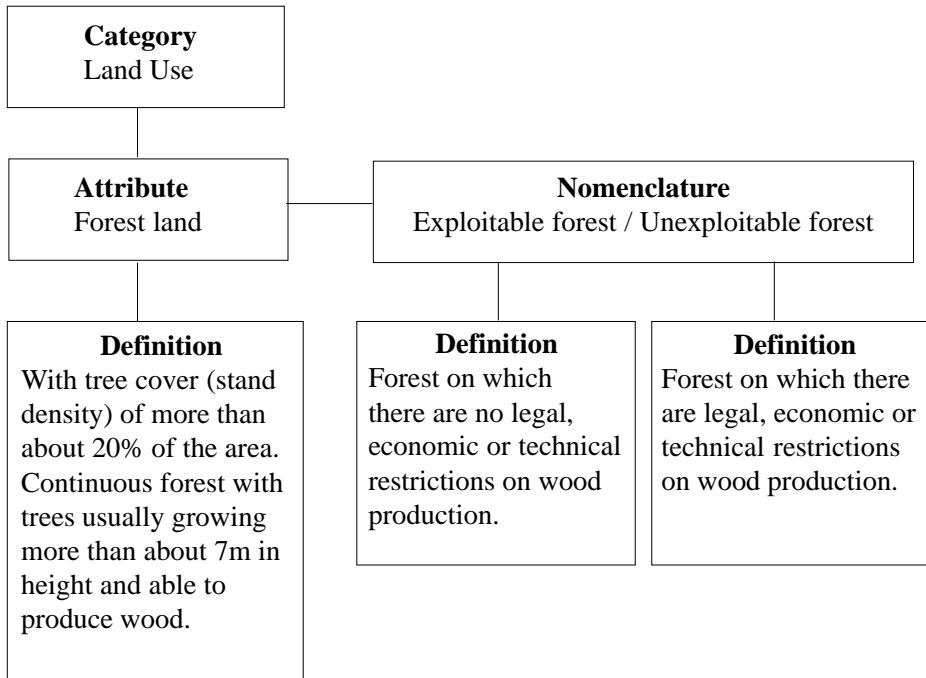 Category
Land Use
Attribute
Forest land
Nomenclature
Exploitable forest / Unexploitable forest
Definition
With tree cover (stand
density) of more than
about 20% of the area.
Continuous forest with
trees usually growing
more than about 7m in
height and able to
produce wood.
Definition
Forest on which
there are no legal,
economic or technical
restrictions on wood
production.
Definition
Forest on which there
are legal, economic or
technical restrictions
on wood production.